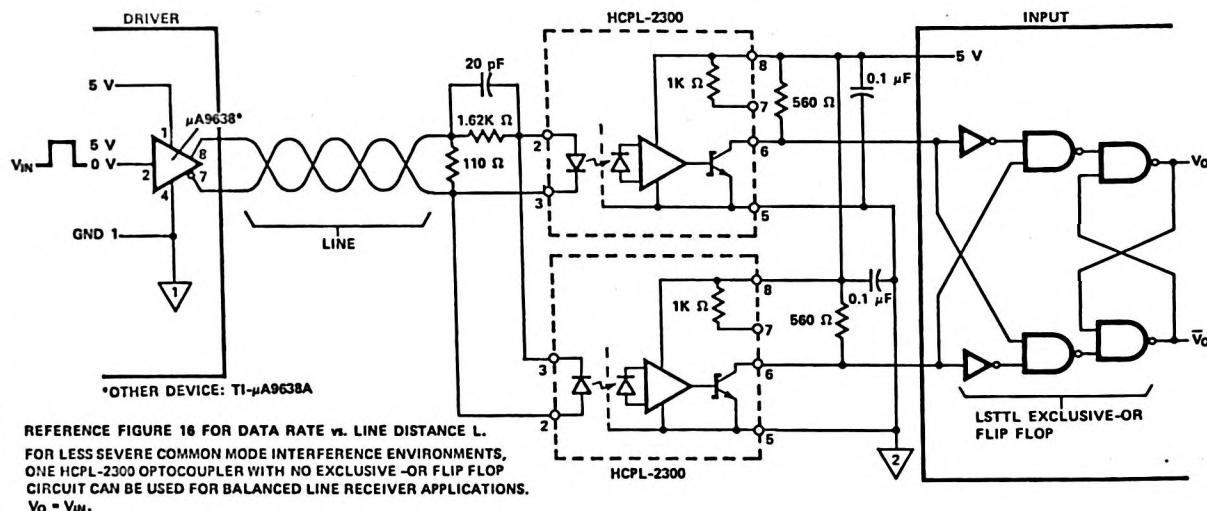 DRIVER
HCPL-2300
INPUT
5 V
µA9638*
1
8
7
2
4
V_IN
5 V
0 V
GND 1
1
LINE
20 pF
1.62K Ω
110 Ω
2
3
1K Ω
8
7
6
5
560 Ω
0.1 µF
5 V
3
2
1K Ω
8
7
6
5
560 Ω
0.1 µF
2
HCPL-2300
V_O
V̅_O
LSTTL EXCLUSIVE-OR
FLIP FLOP
*OTHER DEVICE: TI-µA9638A
REFERENCE FIGURE 16 FOR DATA RATE vs. LINE DISTANCE L.
FOR LESS SEVERE COMMON MODE INTERFERENCE ENVIRONMENTS,
ONE HCPL-2300 OPTOCOUPLER WITH NO EXCLUSIVE -OR FLIP FLOP
CIRCUIT CAN BE USED FOR BALANCED LINE RECEIVER APPLICATIONS.
V_O = V_IN.